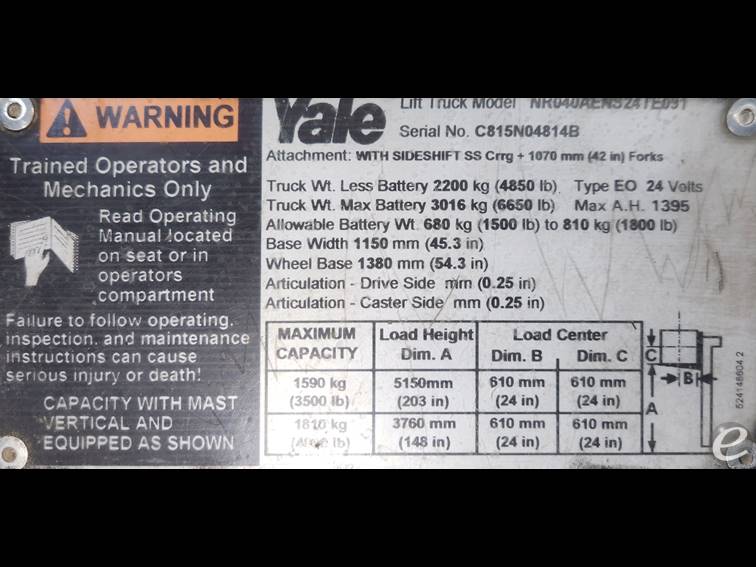 WARNING
Trained Operators and
Mechanics Only
Read Operating
Manual located
on seat or in
operators
compartment
Failure to follow operating,
inspection, and maintenance
instructions can cause
serious injury or death!
CAPACITY WITH MAST
VERTICAL AND
EQUIPPED AS SHOWN
Yale
Lift Truck Model NR040AENS24TE091
Serial No. C815N04814B
Attachment: WITH SIDESHIFT SS Crrg + 1070 mm (42 in) Forks
Truck Wt. Less Battery 2200 kg (4850 lb) Type EO 24 Volts
Truck Wt. Max Battery 3016 kg (6650 lb) Max A.H. 1395
Allowable Battery Wt. 680 kg (1500 lb) to 810 kg (1800 lb)
Base Width 1150 mm (45.3 in)
Wheel Base 1380 mm (54.3 in)
Articulation - Drive Side mm (0.25 in)
Articulation - Caster Side mm (0.25 in)
MAXIMUM CAPACITY Load Height Dim. A Load Center Dim. B Dim. C
1590 kg 5150mm 610 mm 610 mm
(3500 lb) (203 in) (24 in) (24 in)
1810 kg 3760 mm 610 mm 610 mm
lb) (148 in) (24 in) (24 in)
C
B
A
524148604 2
e